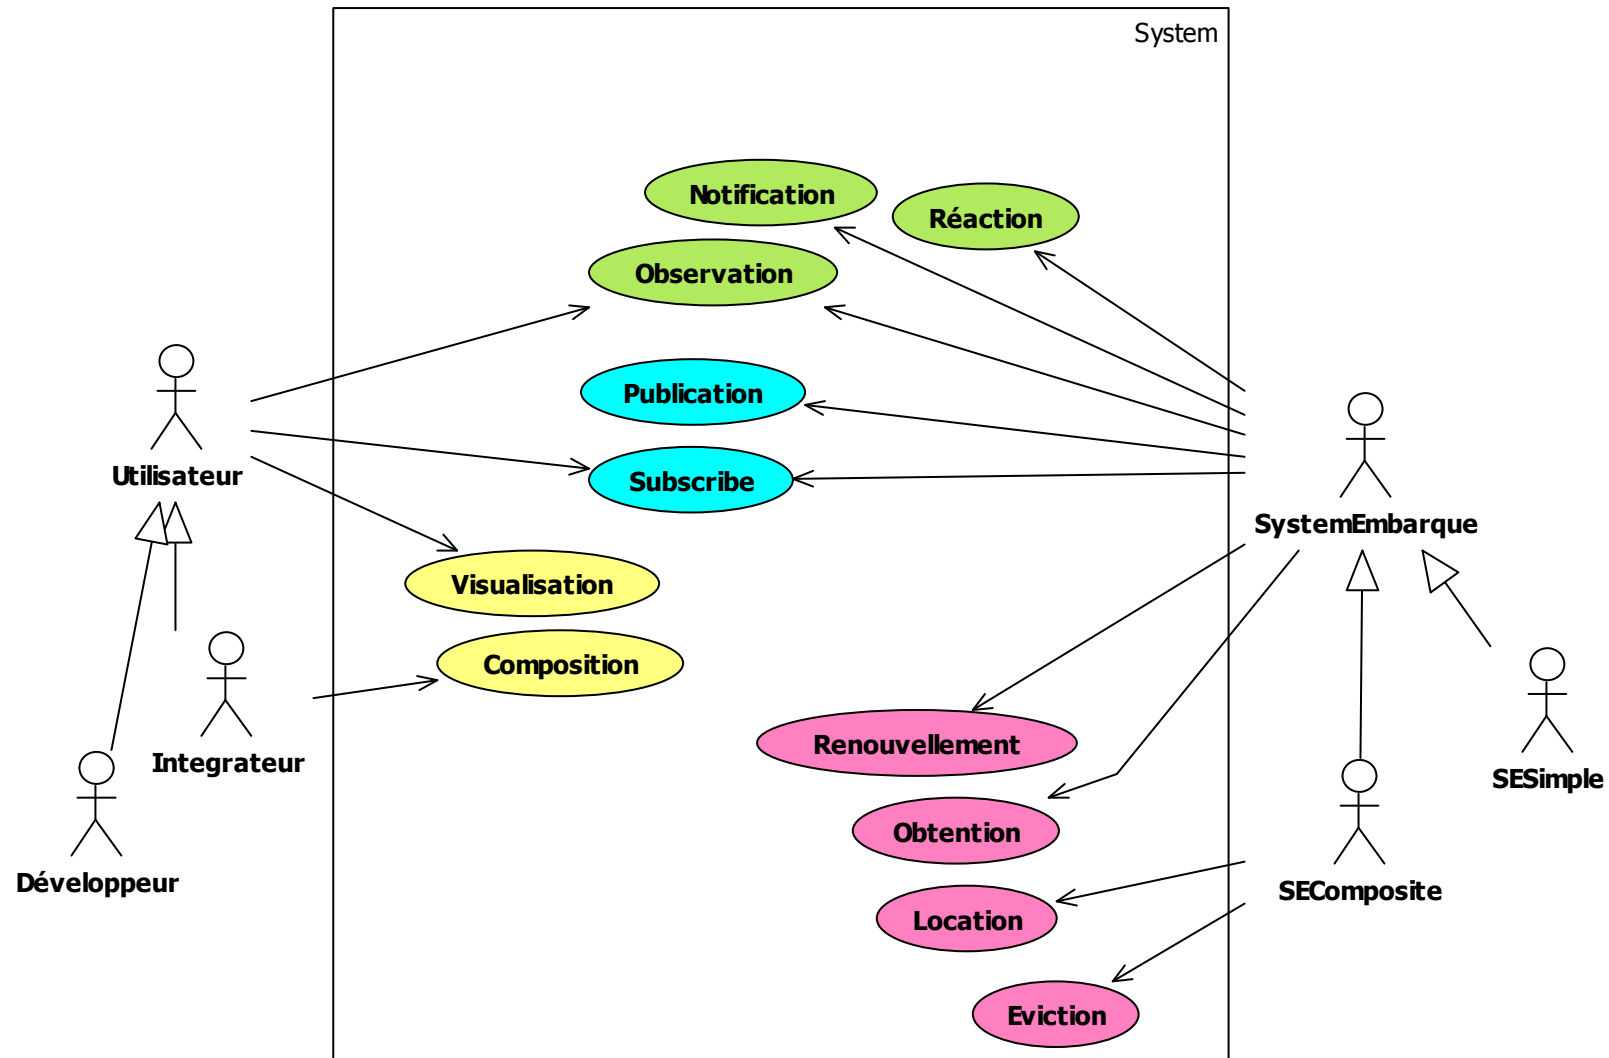 System
Notification
Réaction
Observation
Publication
Utilisateur
Subscribe
SystemEmbarque
Visualisation
Composition
Renouvellement
Integrateur
SESimple
Obtention
Développeur
SEComposite
Location
Eviction